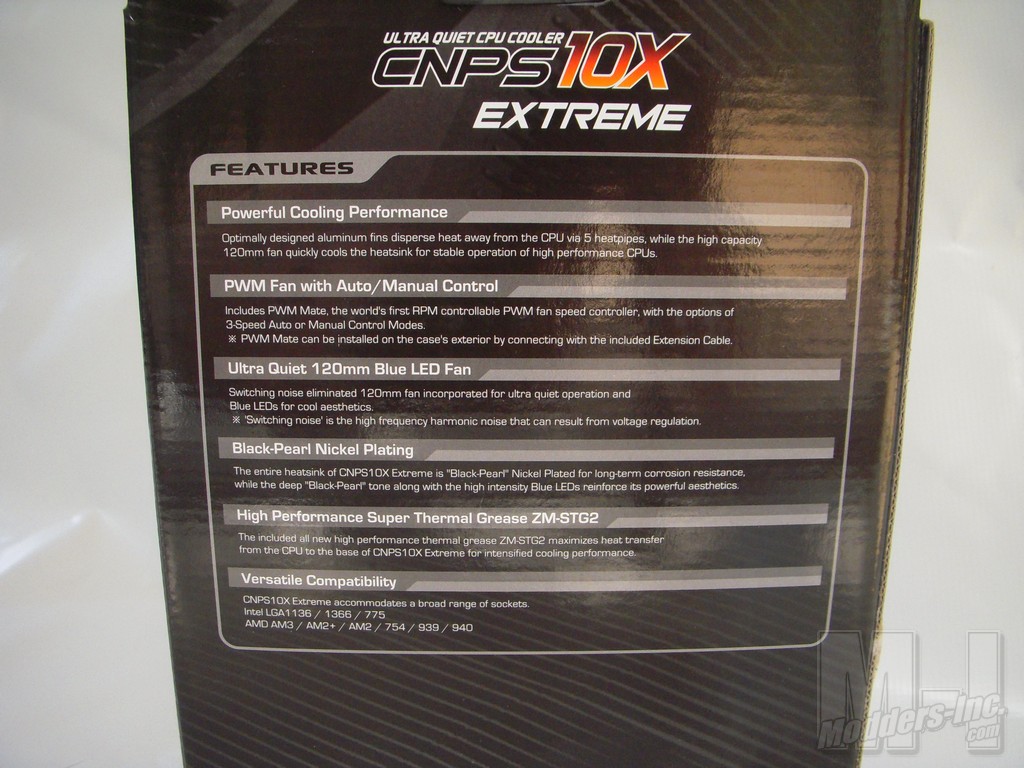 ULTRA QUIET CPU COOLER
CNPS10X
EXTREME
FEATURES
Powerful Cooling Performance
Optimally designed aluminum fins disperse heat away from the CPU via 5 heatpipes, while the high capacity
120mm fan quickly cools the heatsink for stable operation of high performance CPUs.
PWM Fan with Auto/Manual Control
Includes PWM Mate, the world's first RPM controllable PWM fan speed controller, with the options of
3-Speed Auto or Manual Control Modes.
※ PWM Mate can be installed on the case's exterior by connecting with the included Extension Cable.
Ultra Quiet 120mm Blue LED Fan
Switching noise eliminated 120mm fan incorporated for ultra quiet operation and
Blue LEDs for cool aesthetics.
※ 'Switching noise' is the high frequency harmonic noise that can result from voltage regulation.
Black-Pearl Nickel Plating
The entire heatsink of CNPS10X Extreme is "Black-Pearl" Nickel Plated for long-term corrosion resistance,
while the deep "Black-Pearl" tone along with the high intensity Blue LEDs reinforce its powerful aesthetics.
High Performance Super Thermal Grease ZM-STG2
The included all new high performance thermal grease ZM-STG2 maximizes heat transfer
from the CPU to the base of CNPS10X Extreme for intensified cooling performance.
Versatile Compatibility
CNPS10X Extreme accommodates a broad range of sockets.
Intel LGA1136 / 1366 / 775
AMD AM3 / AM2+ / AM2 / 754 / 939 / 940
M-I
Modders-Inc.
com